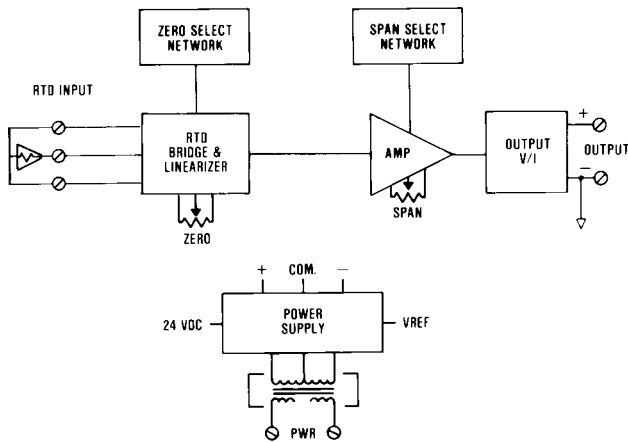 ZERO SELECT
NETWORK
SPAN SELECT
NETWORK
RTD INPUT
RTD
BRIDGE &
LINEARIZER
AMP
OUTPUT
V/I
+
OUTPUT
−
ZERO
SPAN
+ COM. −
24 VDC
POWER
SUPPLY
VREF
PWR